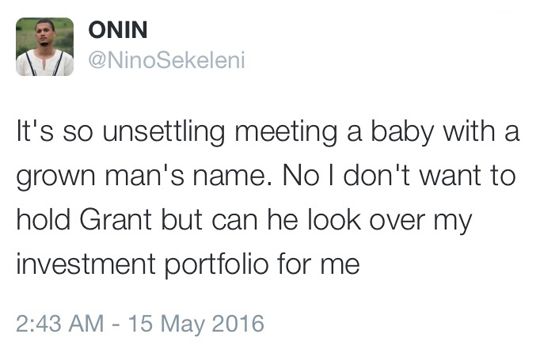 ONIN
@NinoSekeleni
It's so unsettling meeting a baby with a
grown man's name. No I don't want to
hold Grant but can he look over my
investment portfolio for me
2:43 AM - 15 May 2016